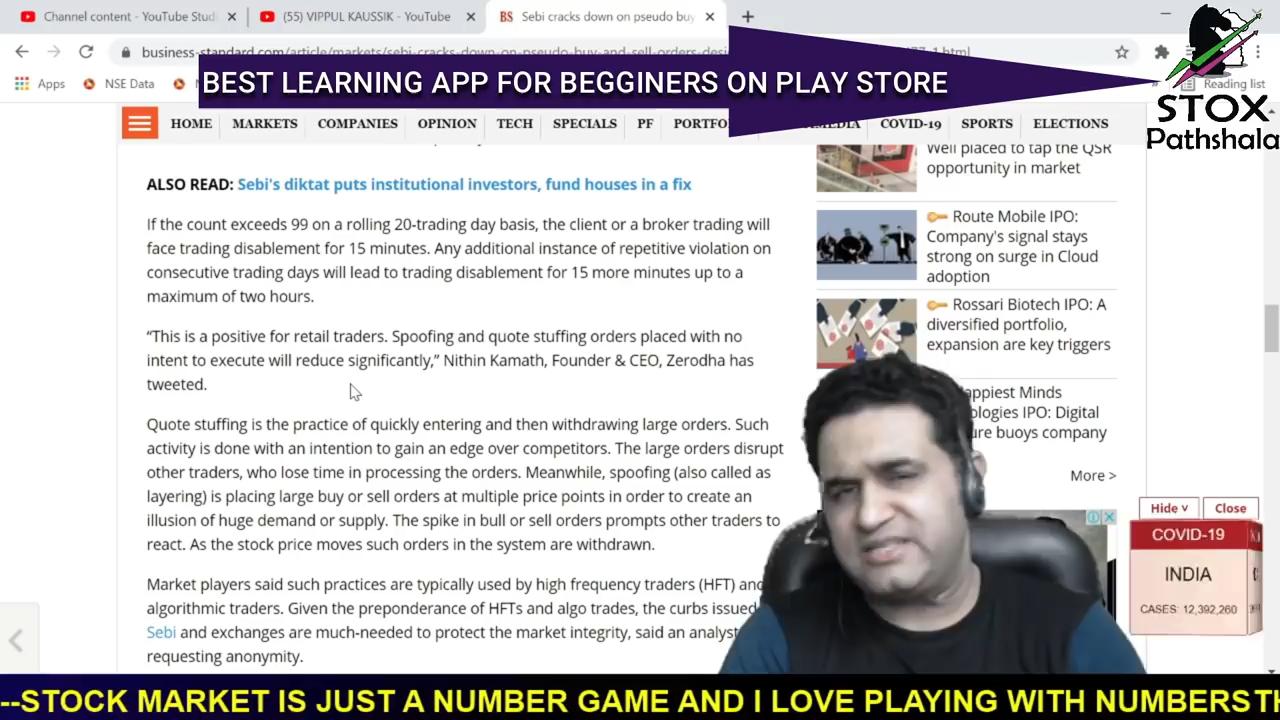 Channel content - YouTube Studi
(55) VIPPUL KAUSSIK - YouTube
BS Sebi cracks down on pseudo buy
Apps
NSE Data
BEST LEARNING APP FOR BEGGINERS ON PLAY STORE
Reading list
STOX
Pathshala
HOME MARKETS COMPANIES OPINION TECH SPECIALS PF COVID-19 SPORTS ELECTIONS
ALSO READ: Sebi's diktat puts institutional investors, fund houses in a fix
If the count exceeds 99 on a rolling 20-trading day basis, the client or a broker trading will
face trading disablement for 15 minutes. Any additional instance of repetitive violation on
consecutive trading days will lead to trading disablement for 15 more minutes up to a
maximum of two hours.
“This is a positive for retail traders. Spoofing and quote stuffing orders placed with no
intent to execute will reduce significantly,” Nithin Kamath, Founder & CEO, Zerodha has
tweeted.
Quote stuffing is the practice of quickly entering and then withdrawing large orders. Such
activity is done with an intention to gain an edge over competitors. The large orders disrupt
other traders, who lose time in processing the orders. Meanwhile, spoofing (also called as
layering) is placing large buy or sell orders at multiple price points in order to create an
illusion of huge demand or supply. The spike in bull or sell orders prompts other traders to
react. As the stock price moves such orders in the system are withdrawn.
Market players said such practices are typically used by high frequency traders (HFT) and
algorithmic traders. Given the preponderance of HFTs and algo trades, the curbs issued
Sebi and exchanges are much-needed to protect the market integrity, said an analyst
requesting anonymity.
Well placed to tap the QSR
opportunity in market
Route Mobile IPO:
Company's signal stays
strong on surge in Cloud
adoption
Rossari Biotech IPO: A
diversified portfolio,
expansion are key triggers
appiest Minds
ologies IPO: Digital
ure buoys company
More >
Hide v
Close
COVID-19
INDIA
CASES: 12,392,260
--STOCK MARKET IS JUST A NUMBER GAME AND I LOVE PLAYING WITH NUMBERS